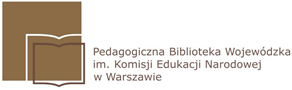 Pedagogiczna Biblioteka Wojewódzka
im. Komisji Edukacji Narodowej
w Warszawie